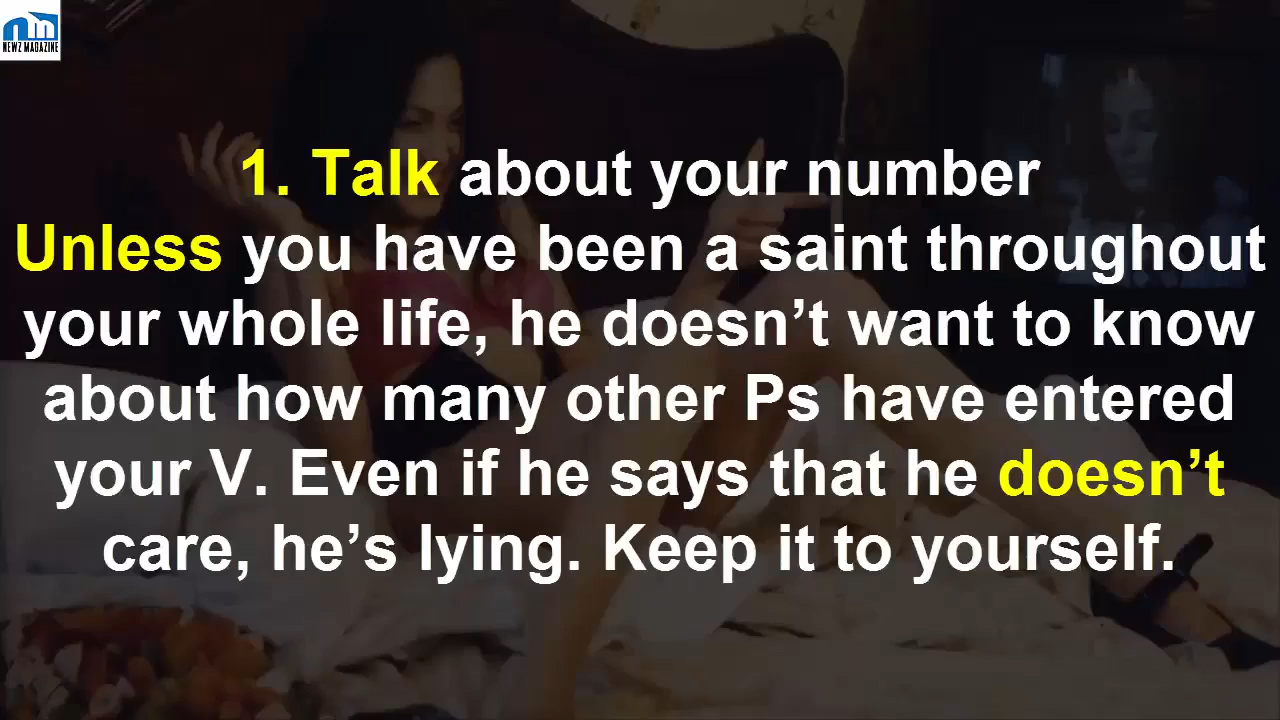 NEWZ MAGAZINE
1. Talk about your number
Unless you have been a saint throughout
your whole life, he doesn’t want to know
about how many other Ps have entered
your V. Even if he says that he doesn’t
care, he’s lying. Keep it to yourself.